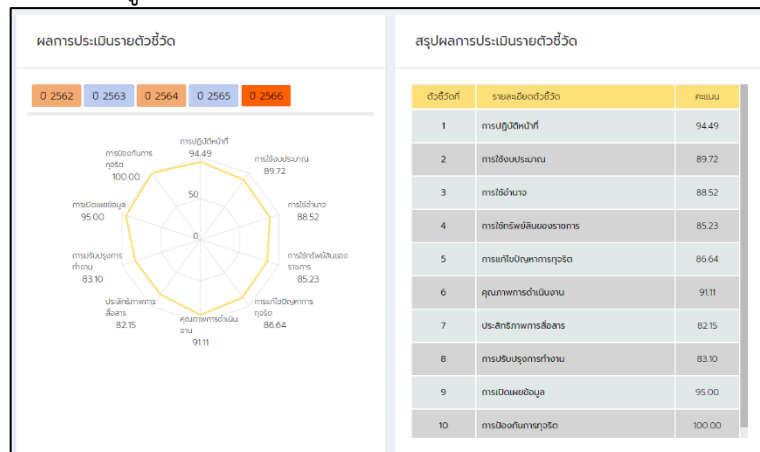 ผลการประเมินรายตัวชี้วัด
ปี 2562 ปี 2563 ปี 2564 ปี 2565 ปี 2566
การปฏิบัติหน้าที่
94.49
การใช้งบประมาณ
89.72
การใช้อำนาจ
88.52
การใช้ทรัพย์สินของ
ราชการ
85.23
การแก้ไขปัญหาการ
ทุจริต
86.64
คุณภาพการดำเนิน
งาน
91.11
ประสิทธิภาพการ
สื่อสาร
82.15
การปรับปรุงการ
ทำงาน
83.10
การเปิดเผยข้อมูล
95.00
การป้องกันการ
ทุจริต
100.00
50
0
สรุปผลการประเมินรายตัวชี้วัด
ตัวชี้วัดที่ รายละเอียดตัวชี้วัด คะแนน
1 การปฏิบัติหน้าที่ 94.49
2 การใช้งบประมาณ 89.72
3 การใช้อำนาจ 88.52
4 การใช้ทรัพย์สินของราชการ 85.23
5 การแก้ไขปัญหาการทุจริต 86.64
6 คุณภาพการดำเนินงาน 91.11
7 ประสิทธิภาพการสื่อสาร 82.15
8 การปรับปรุงการทำงาน 83.10
9 การเปิดเผยข้อมูล 95.00
10 การป้องกันการทุจริต 100.00